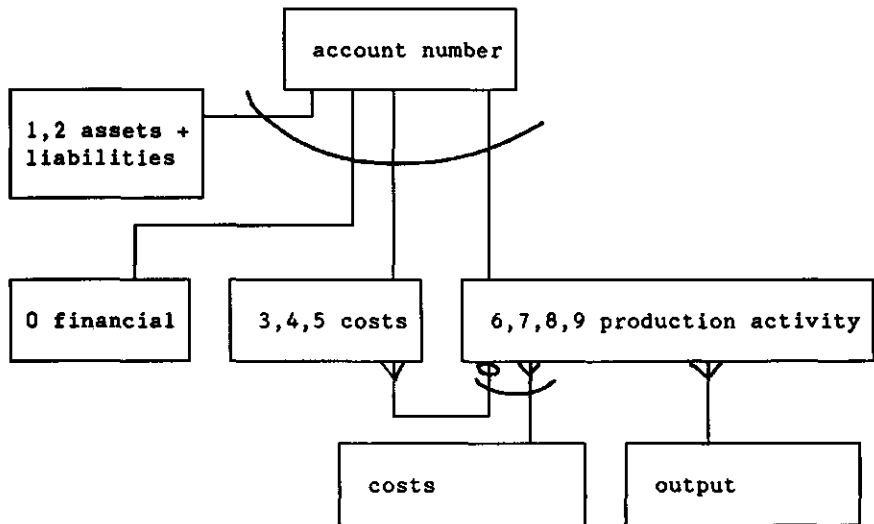 account number
1,2 assets +
liabilities
0 financial
3,4,5 costs
6,7,8,9 production activity
costs
output